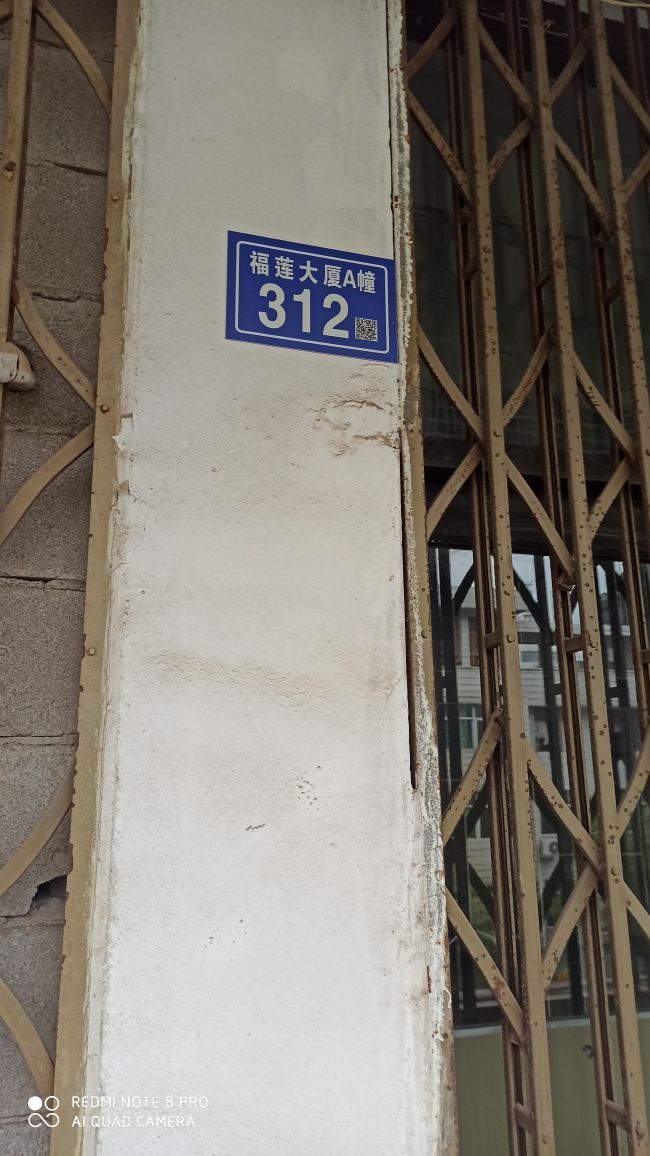 福莲大厦A幢
312
REDMI NOTE 8 PRO
AI QUAD CAMERA